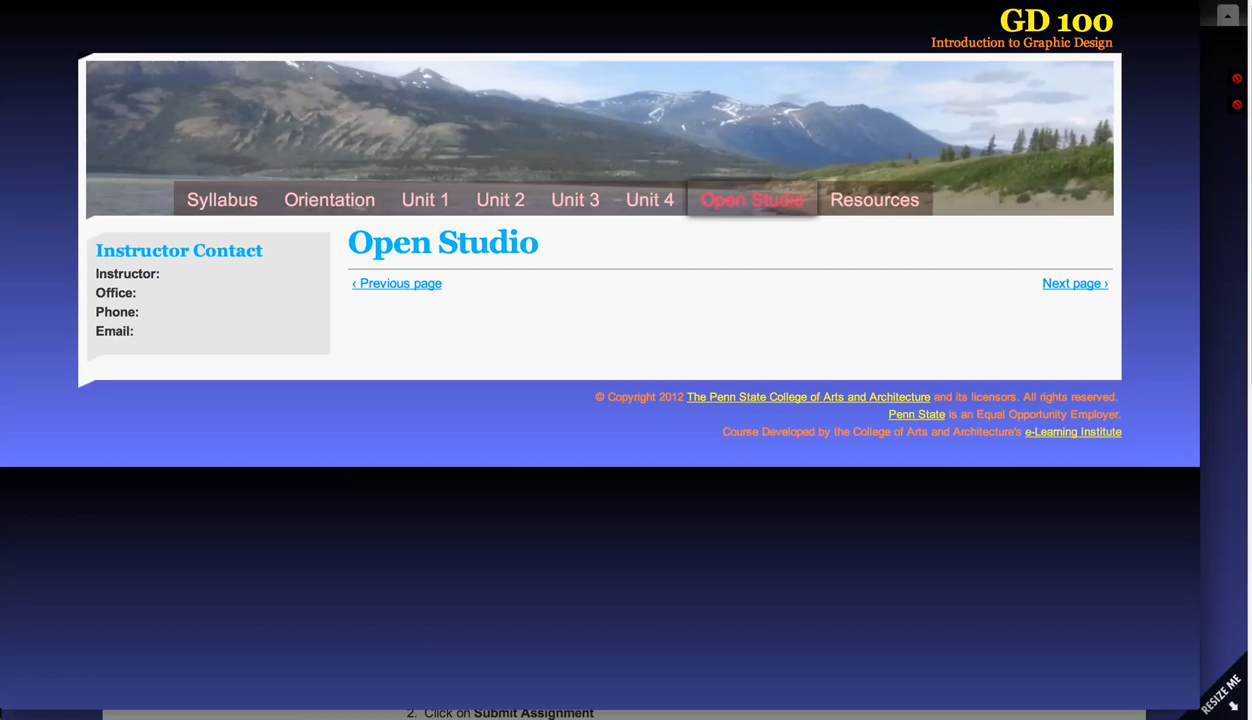 GD 100
Introduction to Graphic Design
Syllabus Orientation Unit 1 Unit 2 Unit 3 Unit 4 Open Studio Resources
Instructor Contact
Instructor:
Office:
Phone:
Email:
Open Studio
‹ Previous page
Next page ›
© Copyright 2012 The Penn State College of Arts and Architecture and its licensors. All rights reserved.
Penn State is an Equal Opportunity Employer.
Course Developed by the College of Arts and Architecture's e-Learning Institute
RESIZE ME
2. Click on Submit Assignment